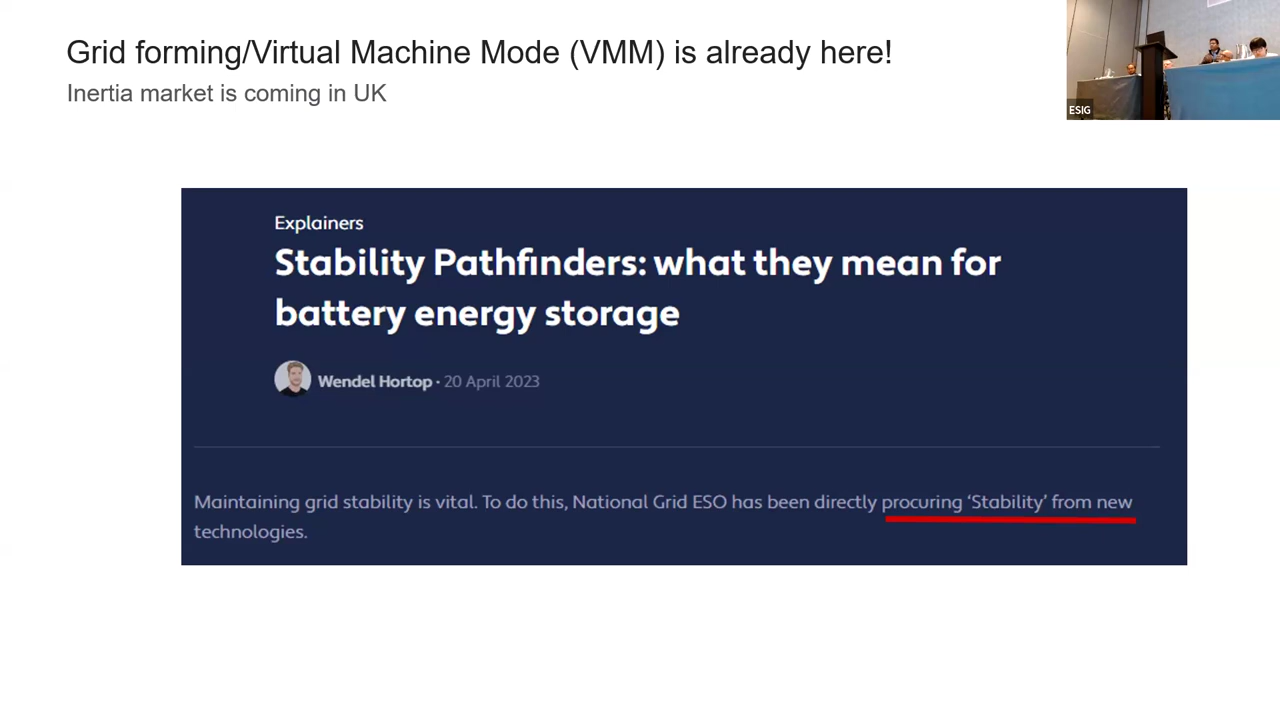 Grid forming/Virtual Machine Mode (VMM) is already here!
Inertia market is coming in UK
ESIG
Explainers
Stability Pathfinders: what they mean for
battery energy storage
Wendel Hortop · 20 April 2023
Maintaining grid stability is vital. To do this, National Grid ESO has been directly procuring ‘Stability’ from new
technologies.